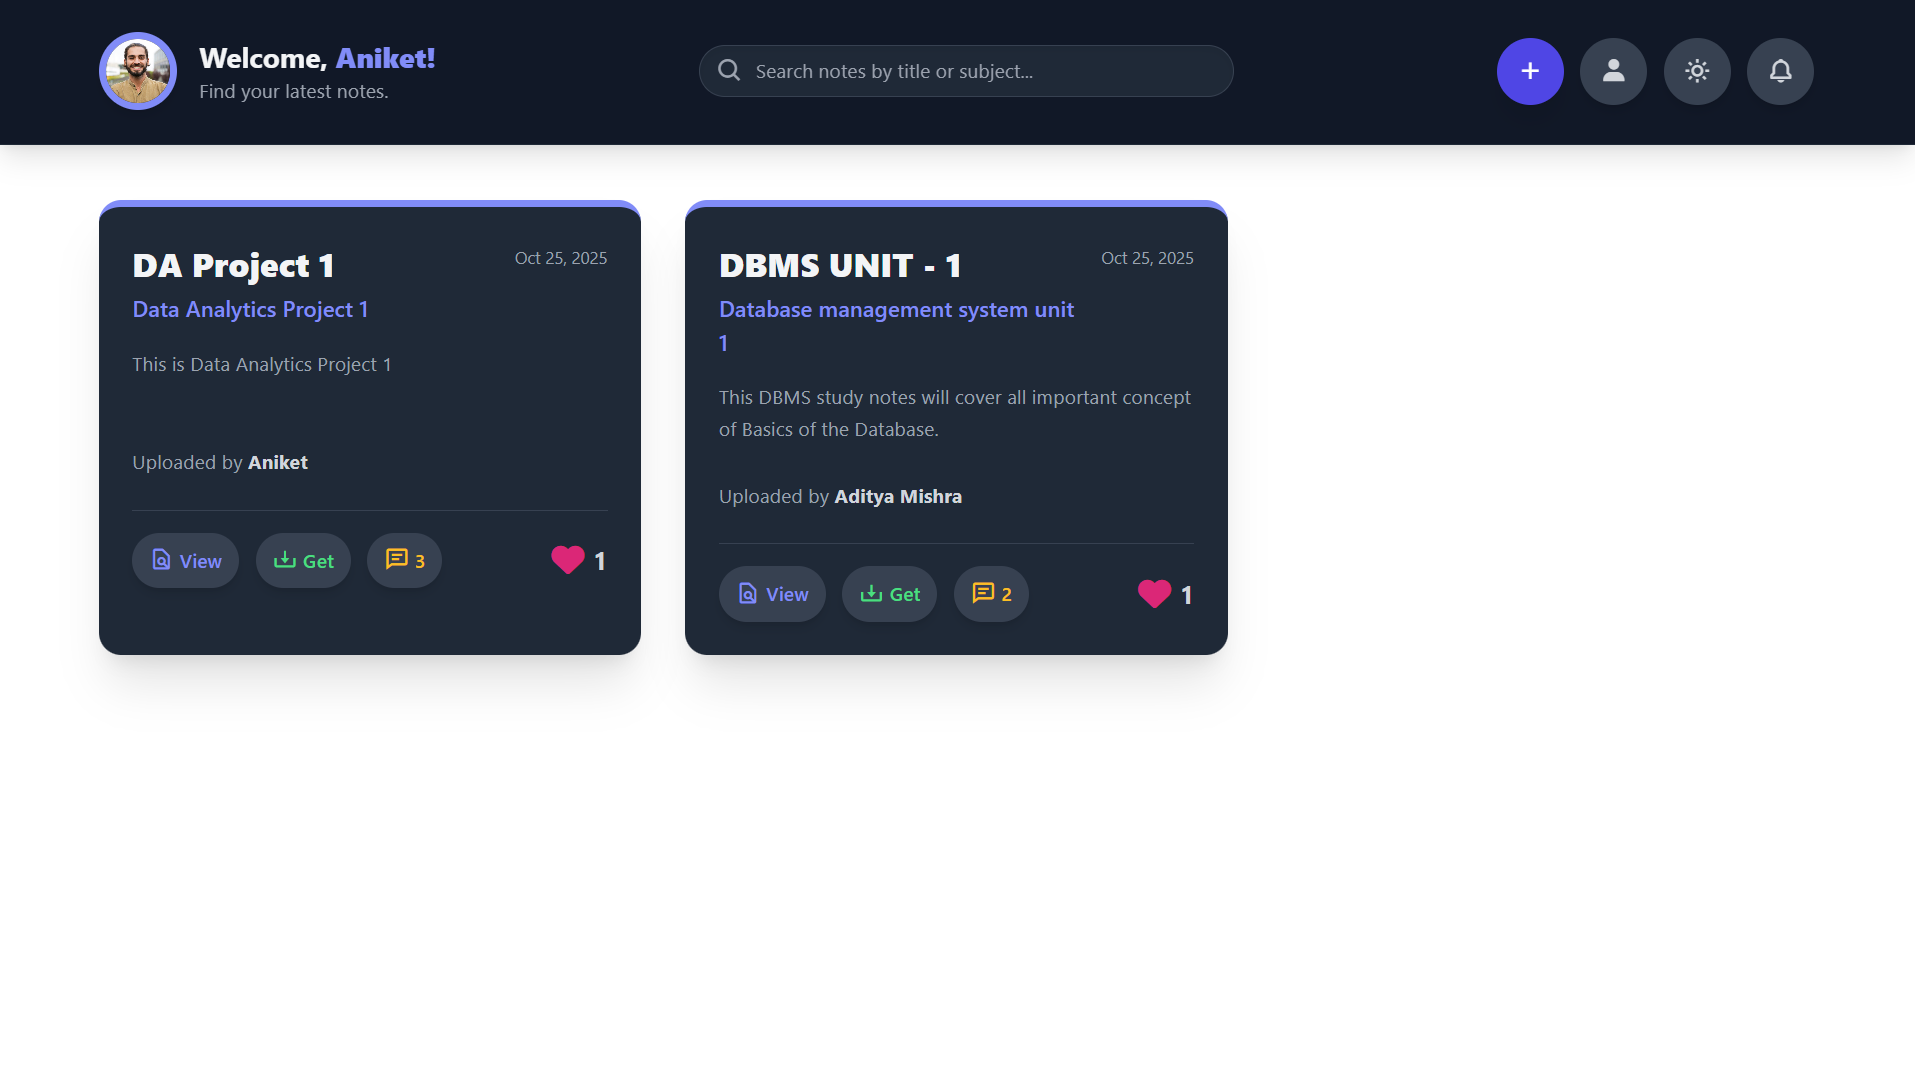 Welcome, Aniket!
Find your latest notes.
Search notes by title or subject...
+
DA Project 1
Oct 25, 2025
Data Analytics Project 1
This is Data Analytics Project 1
Uploaded by Aniket
View
Get
3
1
DBMS UNIT - 1
Oct 25, 2025
Database management system unit
1
This DBMS study notes will cover all important concept
of Basics of the Database.
Uploaded by Aditya Mishra
View
Get
2
1